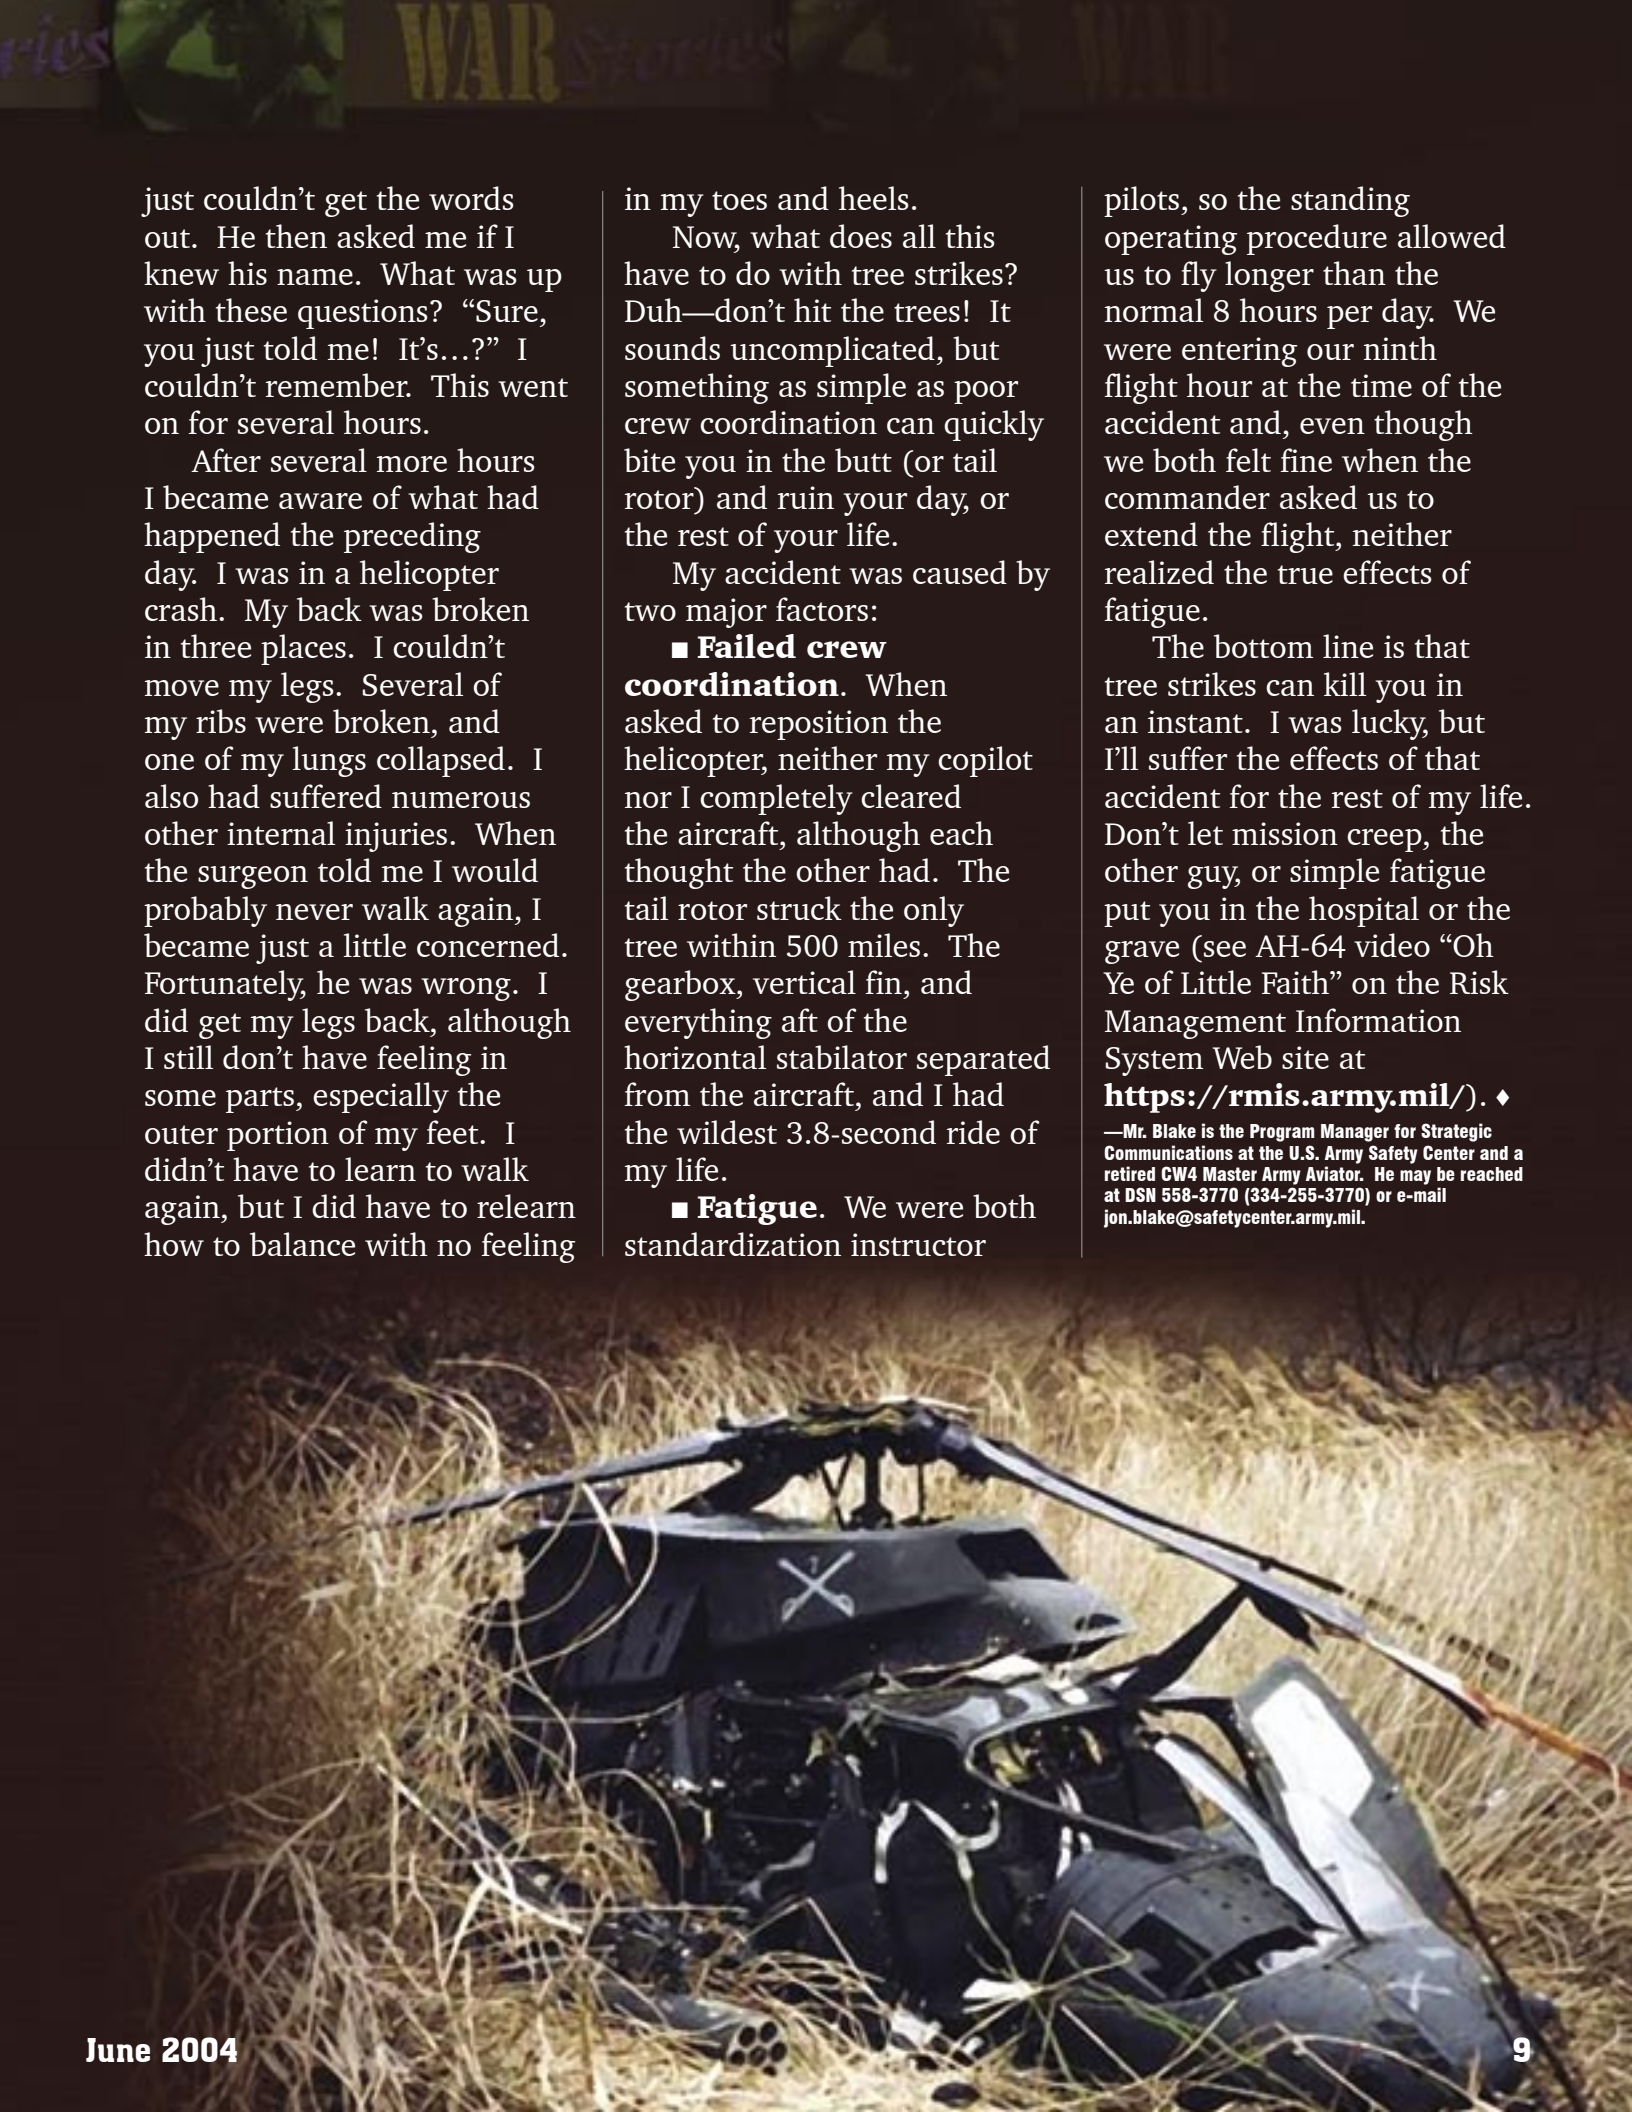 ries
WAR Stories
WAR
just couldn’t get the words
out.  He then asked me if I
knew his name.  What was up
with these questions?  “Sure,
you just told me!  It’s…?”  I
couldn’t remember.  This went
on for several hours.
After several more hours
I became aware of what had
happened the preceding
day.  I was in a helicopter
crash.  My back was broken
in three places.  I couldn’t
move my legs.  Several of
my ribs were broken, and
one of my lungs collapsed.  I
also had suffered numerous
other internal injuries.  When
the surgeon told me I would
probably never walk again, I
became just a little concerned.
Fortunately, he was wrong.  I
did get my legs back, although
I still don’t have feeling in
some parts, especially the
outer portion of my feet.  I
didn’t have to learn to walk
again, but I did have to relearn
how to balance with no feeling
in my toes and heels.
Now, what does all this
have to do with tree strikes?
Duh—don’t hit the trees!  It
sounds uncomplicated, but
something as simple as poor
crew coordination can quickly
bite you in the butt (or tail
rotor) and ruin your day, or
the rest of your life.
My accident was caused by
two major factors:
■ Failed crew
coordination.  When
asked to reposition the
helicopter, neither my copilot
nor I completely cleared
the aircraft, although each
thought the other had.  The
tail rotor struck the only
tree within 500 miles.  The
gearbox, vertical fin, and
everything aft of the
horizontal stabilator separated
from the aircraft, and I had
the wildest 3.8-second ride of
my life.
■ Fatigue.  We were both
standardization instructor
pilots, so the standing
operating procedure allowed
us to fly longer than the
normal 8 hours per day.  We
were entering our ninth
flight hour at the time of the
accident and, even though
we both felt fine when the
commander asked us to
extend the flight, neither
realized the true effects of
fatigue.
The bottom line is that
tree strikes can kill you in
an instant.  I was lucky, but
I’ll suffer the effects of that
accident for the rest of my life.
Don’t let mission creep, the
other guy, or simple fatigue
put you in the hospital or the
grave (see AH-64 video “Oh
Ye of Little Faith” on the Risk
Management Information
System Web site at
https://rmis.army.mil/). ♦
—Mr. Blake is the Program Manager for Strategic
Communications at the U.S. Army Safety Center and a
retired CW4 Master Army Aviator.  He may be reached
at DSN 558-3770 (334-255-3770) or e-mail
jon.blake@safetycenter.army.mil.
7
June 2004
9